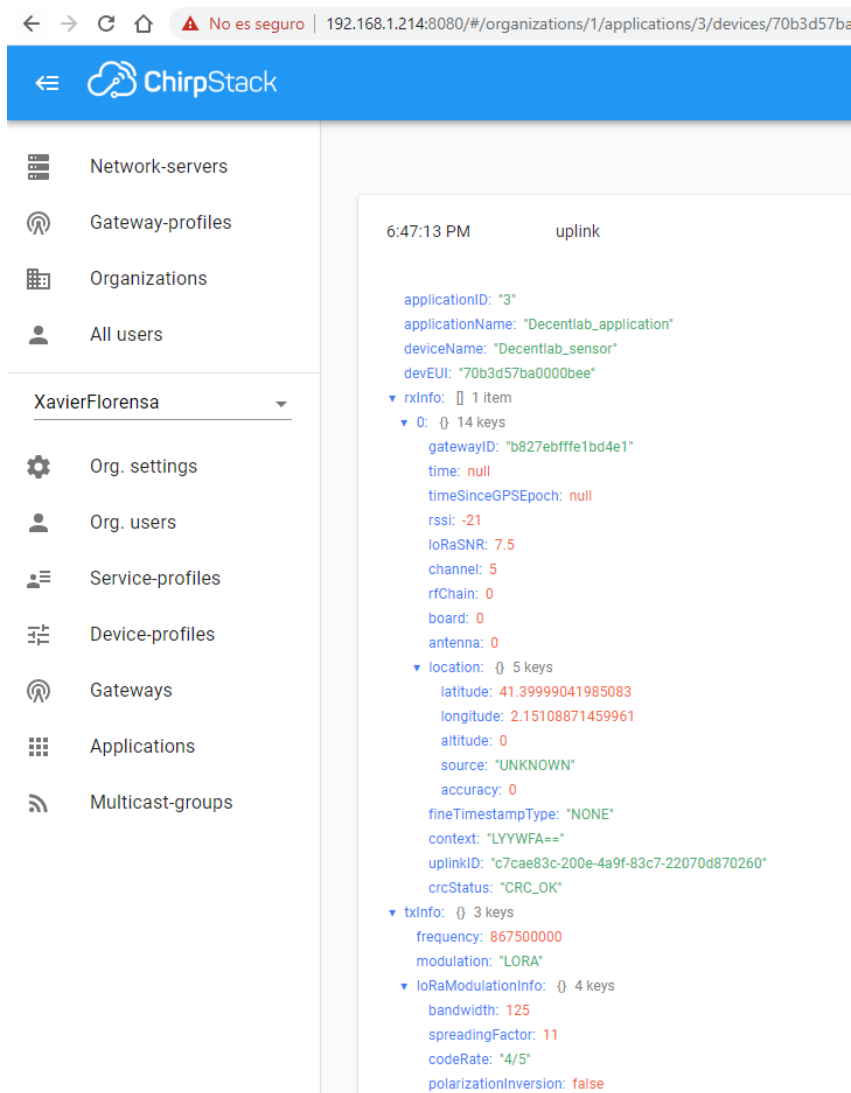 No es seguro | 192.168.1.214:8080/#/organizations/1/applications/3/devices/70b3d57ba
ChirpStack
Network-servers
Gateway-profiles
Organizations
All users
XavierFlorensa
Org. settings
Org. users
Service-profiles
Device-profiles
Gateways
Applications
Multicast-groups
6:47:13 PM uplink
applicationID: "3"
applicationName: "Decentlab_application"
deviceName: "Decentlab_sensor"
devEUI: "70b3d57ba0000bee"
rxInfo: [] 1 item
0: {} 14 keys
gatewayID: "b827ebfffe1bd4e1"
time: null
timeSinceGPSEpoch: null
rssi: -21
loRaSNR: 7.5
channel: 5
rfChain: 0
board: 0
antenna: 0
location: {} 5 keys
latitude: 41.39999041985083
longitude: 2.15108871459961
altitude: 0
source: "UNKNOWN"
accuracy: 0
fineTimestampType: "NONE"
context: "LYYWFA=="
uplinkID: "c7cae83c-200e-4a9f-83c7-22070d870260"
crcStatus: "CRC_OK"
txInfo: {} 3 keys
frequency: 867500000
modulation: "LORA"
loRaModulationInfo: {} 4 keys
bandwidth: 125
spreadingFactor: 11
codeRate: "4/5"
polarizationInversion: false